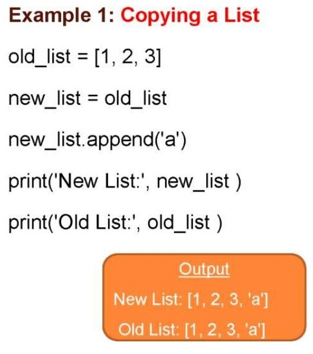 Example 1: Copying a List
old_list = [1, 2, 3]
new_list = old_list
new_list.append('a')
print('New List:', new_list )
print('Old List:', old_list )
Output
New List: [1, 2, 3, 'a']
Old List: [1, 2, 3, 'a']